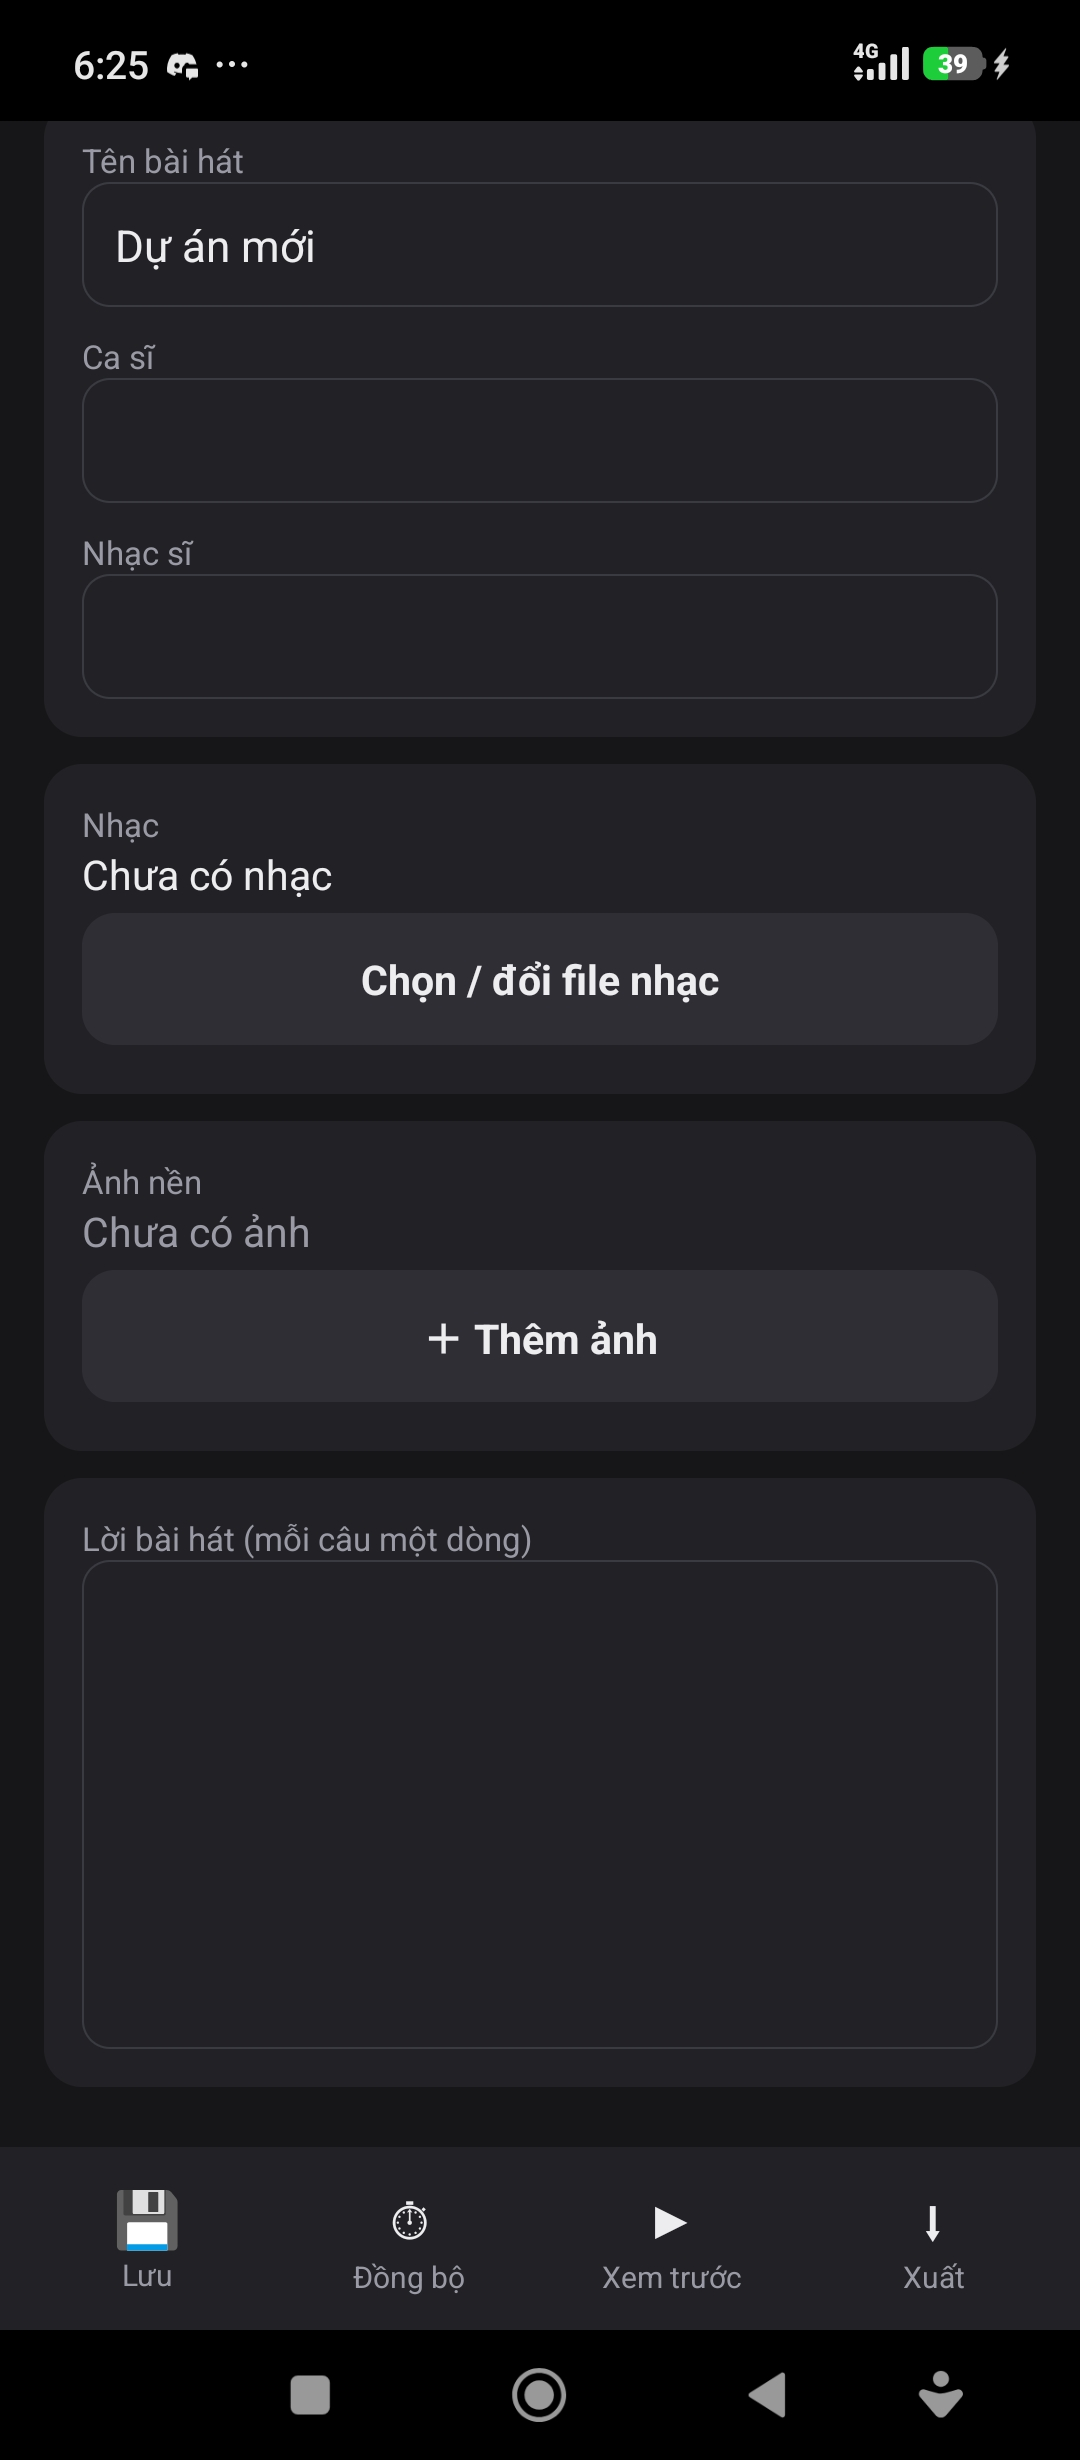 6:25
4G
39
Tên bài hát
Dự án mới
Ca sĩ
Nhạc sĩ
Nhạc
Chưa có nhạc
Chọn / đổi file nhạc
Ảnh nền
Chưa có ảnh
+ Thêm ảnh
Lời bài hát (mỗi câu một dòng)
Lưu
Đồng bộ
Xem trước
Xuất